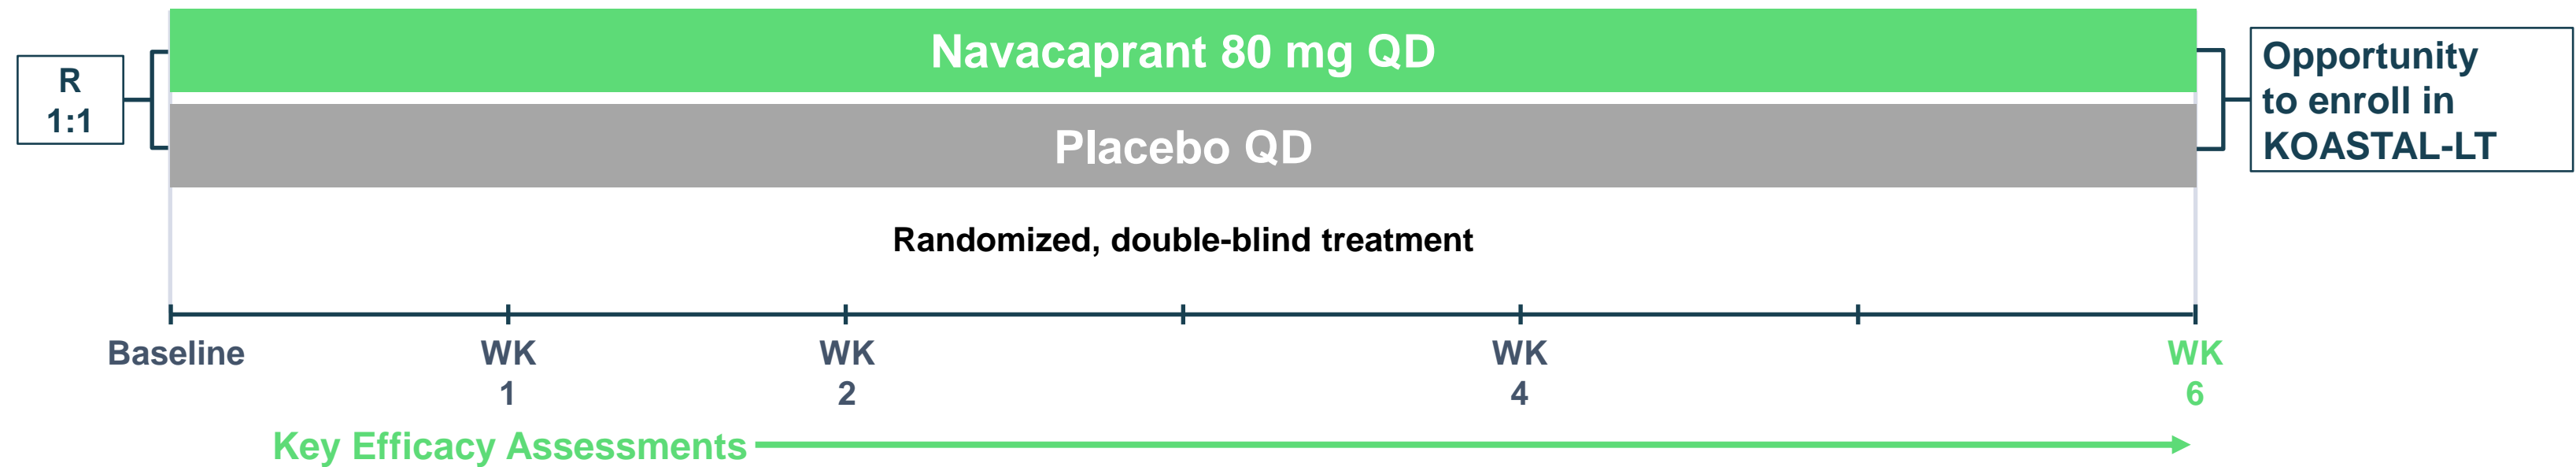 Navacaprant 80 mg QD
R
1:1
Placebo QD
Opportunity
to enroll in
KOASTAL-LT
Randomized, double-blind treatment
Baseline
WK
1
WK
2
WK
4
WK
6
Key Efficacy Assessments